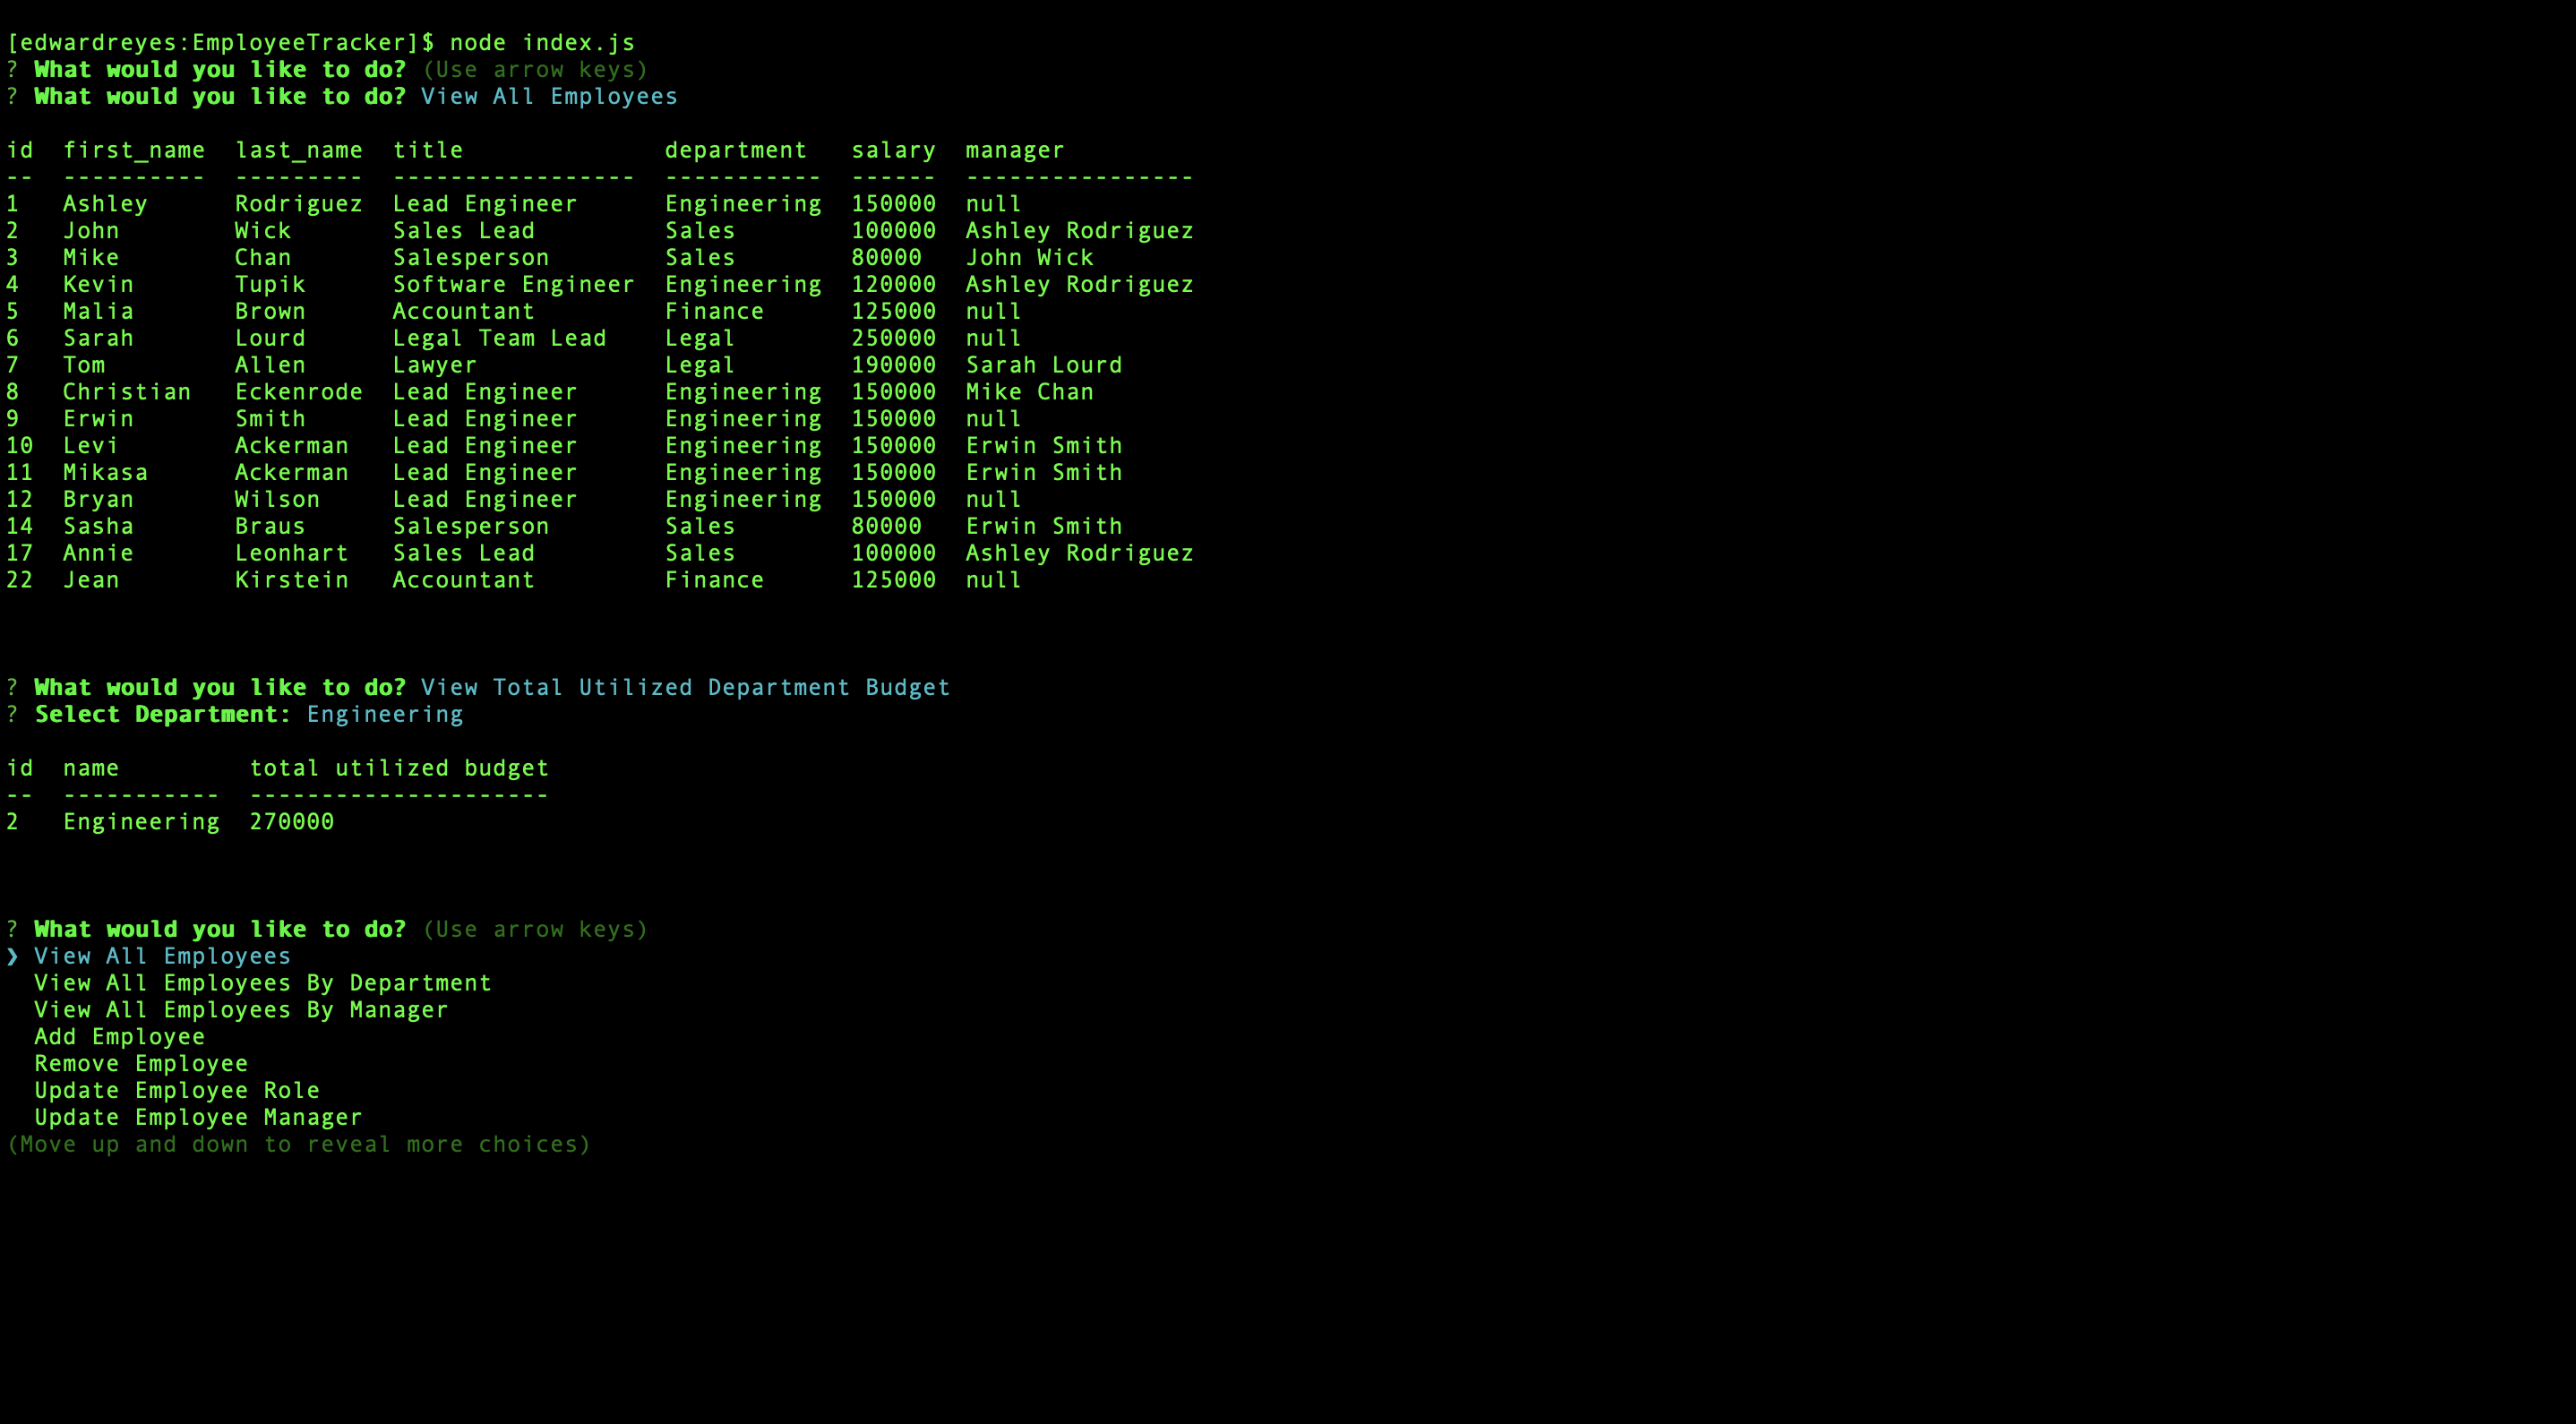 [edwardreyes:EmployeeTracker]$ node index.js
? What would you like to do? (Use arrow keys)
? What would you like to do? View All Employees
id  first_name  last_name  title              department   salary  manager
--  ----------  ---------  -----------------  -----------  ------  ----------------
1   Ashley      Rodriguez  Lead Engineer      Engineering  150000  null
2   John        Wick       Sales Lead         Sales        100000  Ashley Rodriguez
3   Mike        Chan       Salesperson        Sales        80000   John Wick
4   Kevin       Tupik      Software Engineer  Engineering  120000  Ashley Rodriguez
5   Malia       Brown      Accountant         Finance      125000  null
6   Sarah       Lourd      Legal Team Lead    Legal        250000  null
7   Tom         Allen      Lawyer             Legal        190000  Sarah Lourd
8   Christian   Eckenrode  Lead Engineer      Engineering  150000  Mike Chan
9   Erwin       Smith      Lead Engineer      Engineering  150000  null
10  Levi        Ackerman   Lead Engineer      Engineering  150000  Erwin Smith
11  Mikasa      Ackerman   Lead Engineer      Engineering  150000  Erwin Smith
12  Bryan       Wilson     Lead Engineer      Engineering  150000  null
14  Sasha       Braus      Salesperson        Sales        80000   Erwin Smith
17  Annie       Leonhart   Sales Lead         Sales        100000  Ashley Rodriguez
22  Jean        Kirstein   Accountant         Finance      125000  null
? What would you like to do? View Total Utilized Department Budget
? Select Department: Engineering
id  name         total utilized budget
--  -----------  ---------------------
2   Engineering  270000
? What would you like to do? (Use arrow keys)
❯ View All Employees
  View All Employees By Department
  View All Employees By Manager
  Add Employee
  Remove Employee
  Update Employee Role
  Update Employee Manager
(Move up and down to reveal more choices)